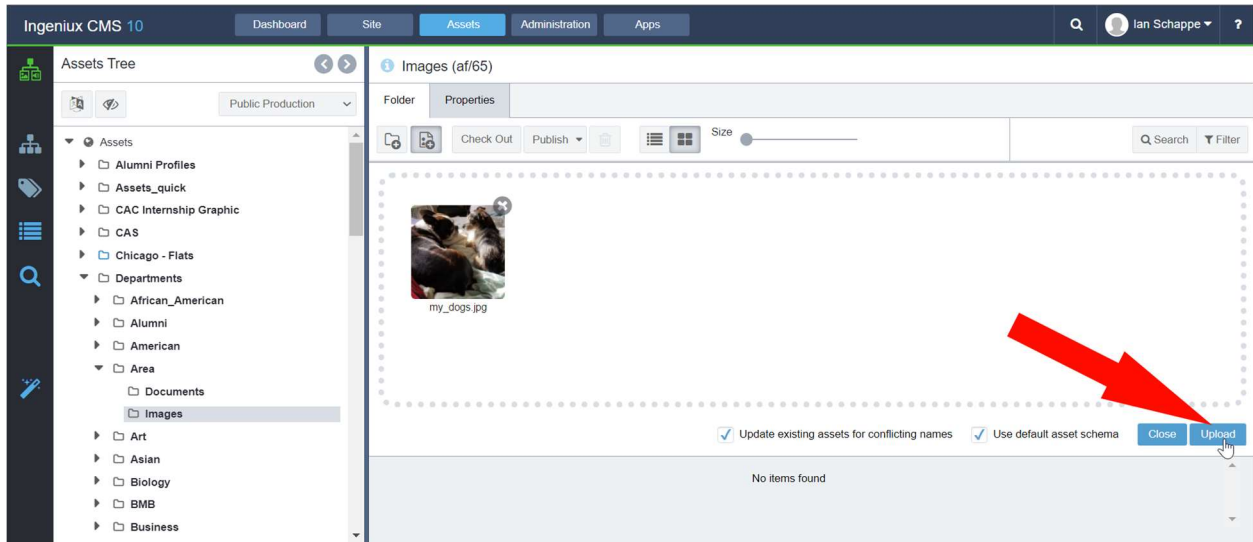 Ingeniux CMS 10
Dashboard
Site
Assets
Administration
Apps
Ian Schappe
?
Assets Tree
Public Production
Assets
Alumni Profiles
Assets_quick
CAC Internship Graphic
CAS
Chicago - Flats
Departments
African_American
Alumni
American
Area
Documents
Images
Art
Asian
Biology
BMB
Business
Images (af/65)
Folder
Properties
Check Out
Publish
Size
Search
Filter
my_dogs.jpg
Update existing assets for conflicting names
Use default asset schema
Close
Upload
No items found